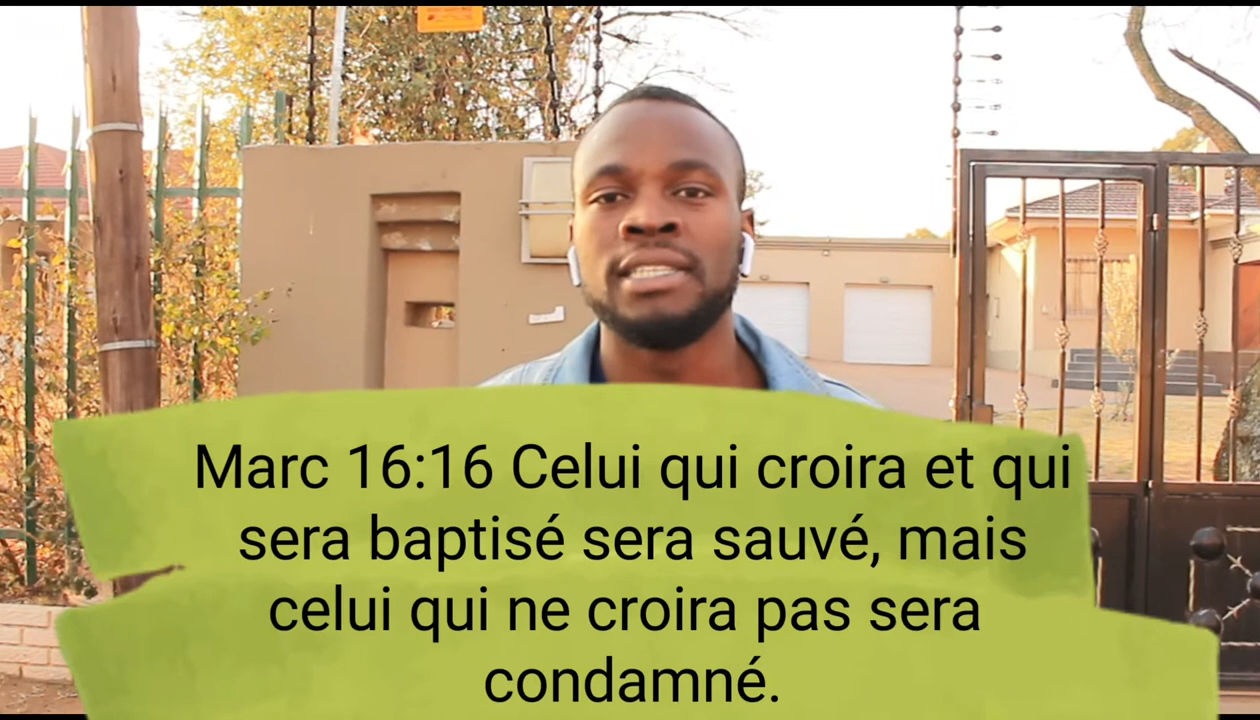 Marc 16:16 Celui qui croira et qui
sera baptisé sera sauvé, mais
celui qui ne croira pas sera
condamné.